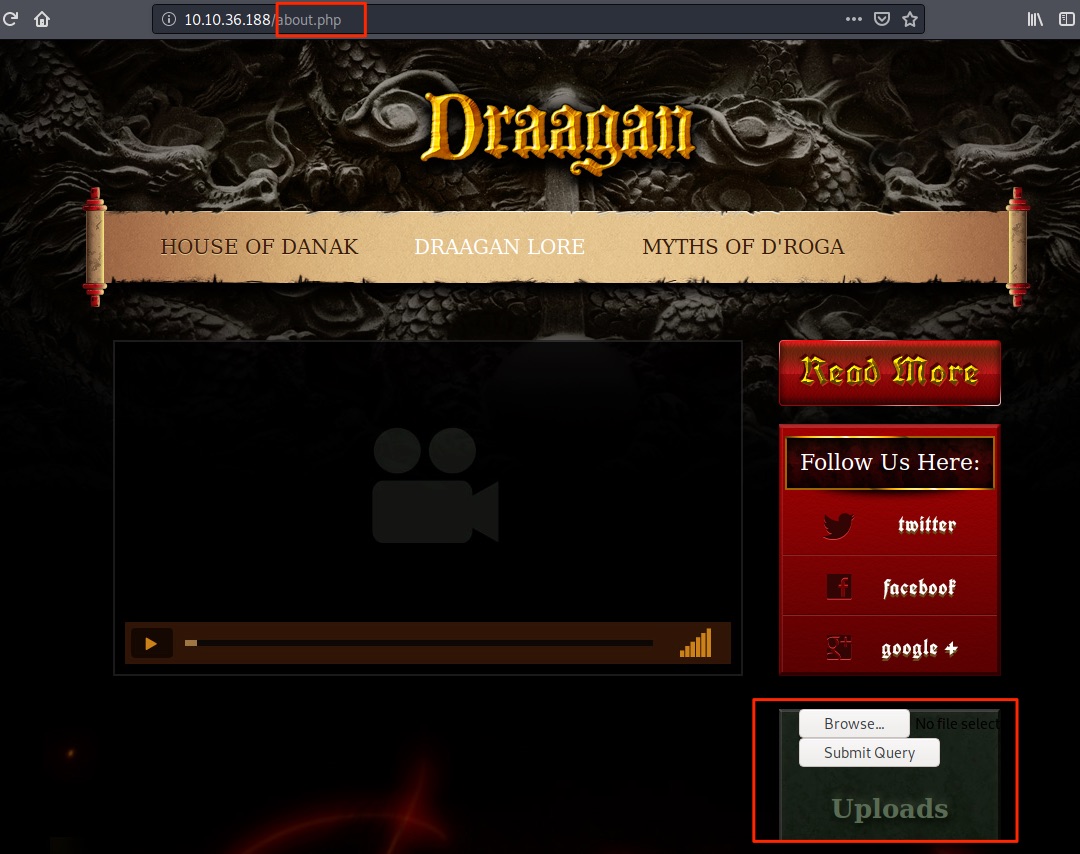 10.10.36.188/about.php
Draagan
HOUSE OF DANAK DRAAGAN LORE MYTHS OF D'ROGA
Read More
Follow Us Here:
twitter
facebook
google +
Browse... No file select
Submit Query
Uploads